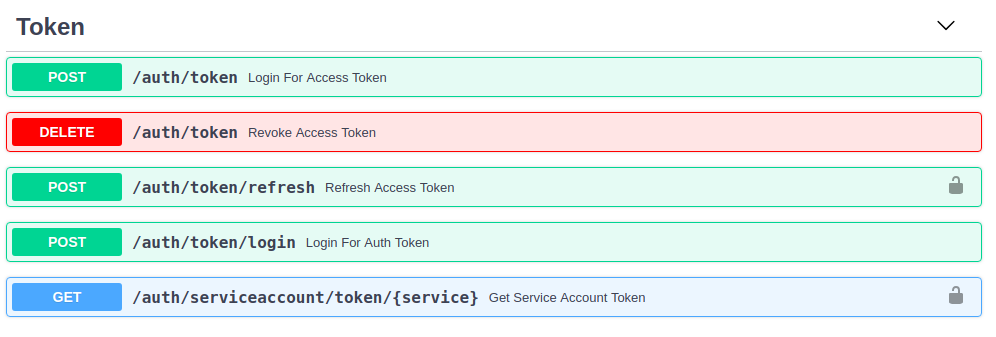 Token
POST /auth/token Login For Access Token
DELETE /auth/token Revoke Access Token
POST /auth/token/refresh Refresh Access Token
POST /auth/token/login Login For Auth Token
GET /auth/serviceaccount/token/{service} Get Service Account Token